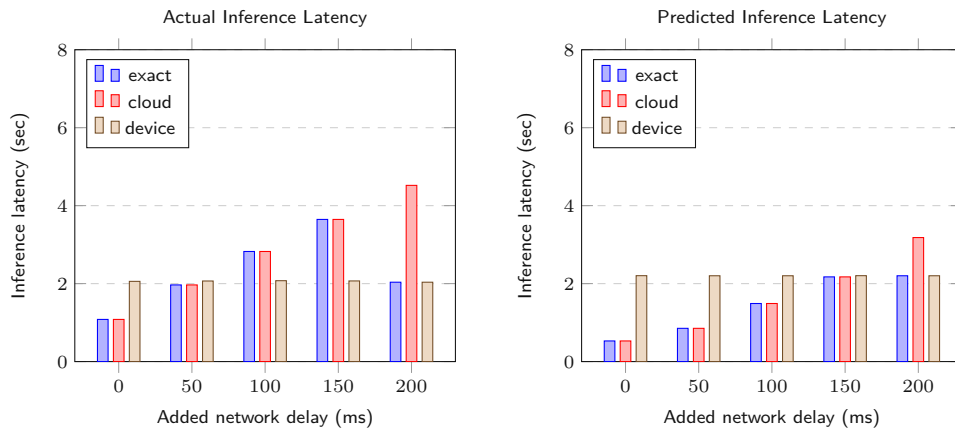 Actual Inference Latency
Inference latency (sec)
8
6
4
2
0
exact
cloud
device
0 50 100 150 200
Added network delay (ms)
Predicted Inference Latency
Inference latency (sec)
8
6
4
2
0
exact
cloud
device
0 50 100 150 200
Added network delay (ms)